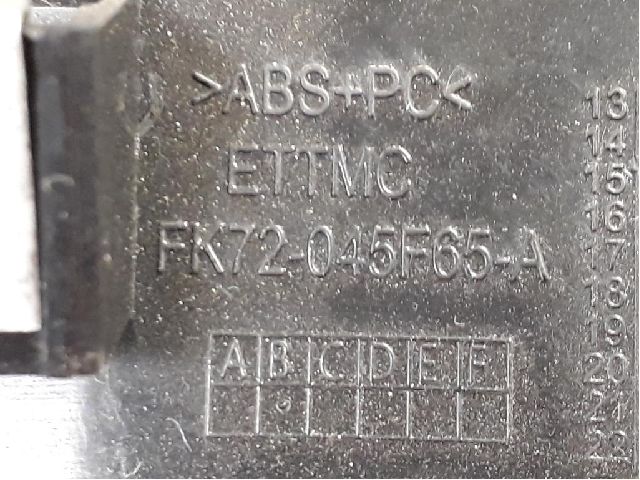 >ABS+PC<
ETTMC
FK72-045F65-A
A B C D E F
13
14
15
16
17
18
19
20
21
22